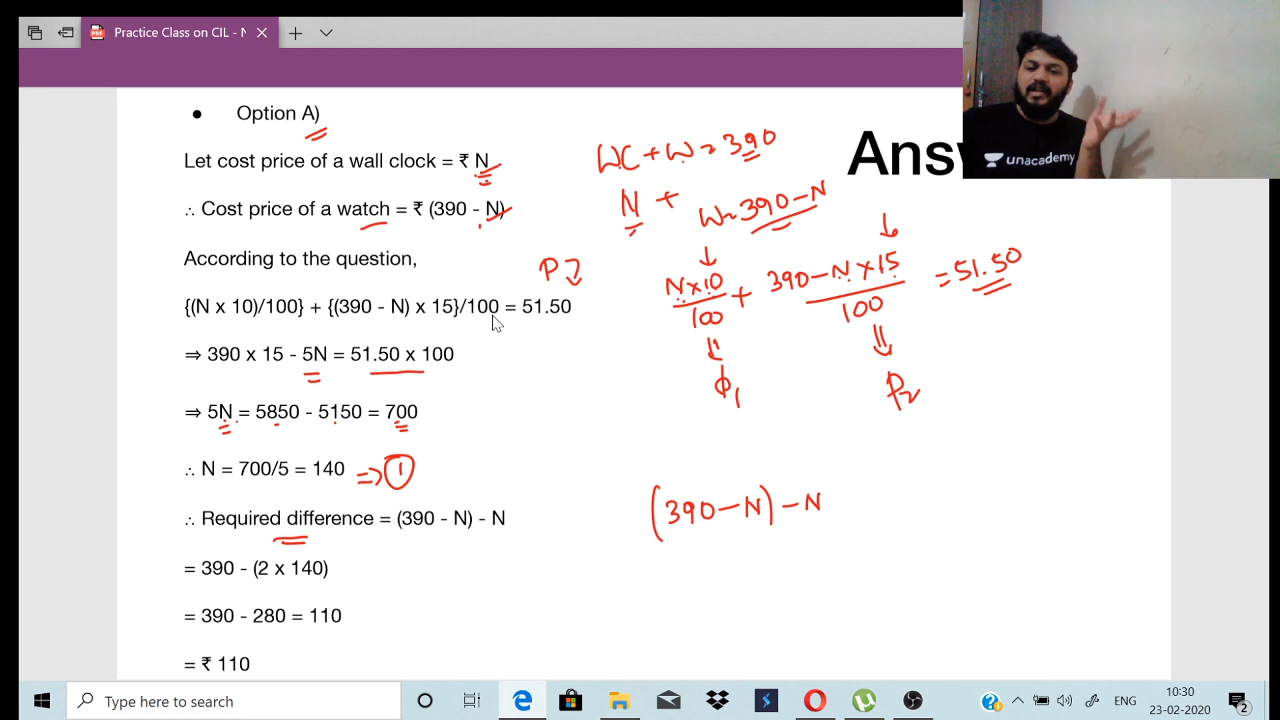 Practice Class on CIL - N
• Option A)
Let cost price of a wall clock = ₹ N
∴ Cost price of a watch = ₹ (390 - N)
According to the question,
{(N x 10)/100} + {(390 - N) x 15}/100 = 51.50
⇒ 390 x 15 - 5N = 51.50 x 100
⇒ 5N = 5850 - 5150 = 700
∴ N = 700/5 = 140 => 1
∴ Required difference = (390 - N) - N
= 390 - (2 x 140)
= 390 - 280 = 110
= ₹ 110
WC + W = 390
N +
W = 390 - N
P
N x 10 / 100 + 390 - N x 15 / 100 = 51.50
P1
P2
(390 - N) - N
Ans
unacademy
Type here to search
ENG
10:30
23-02-2020
2